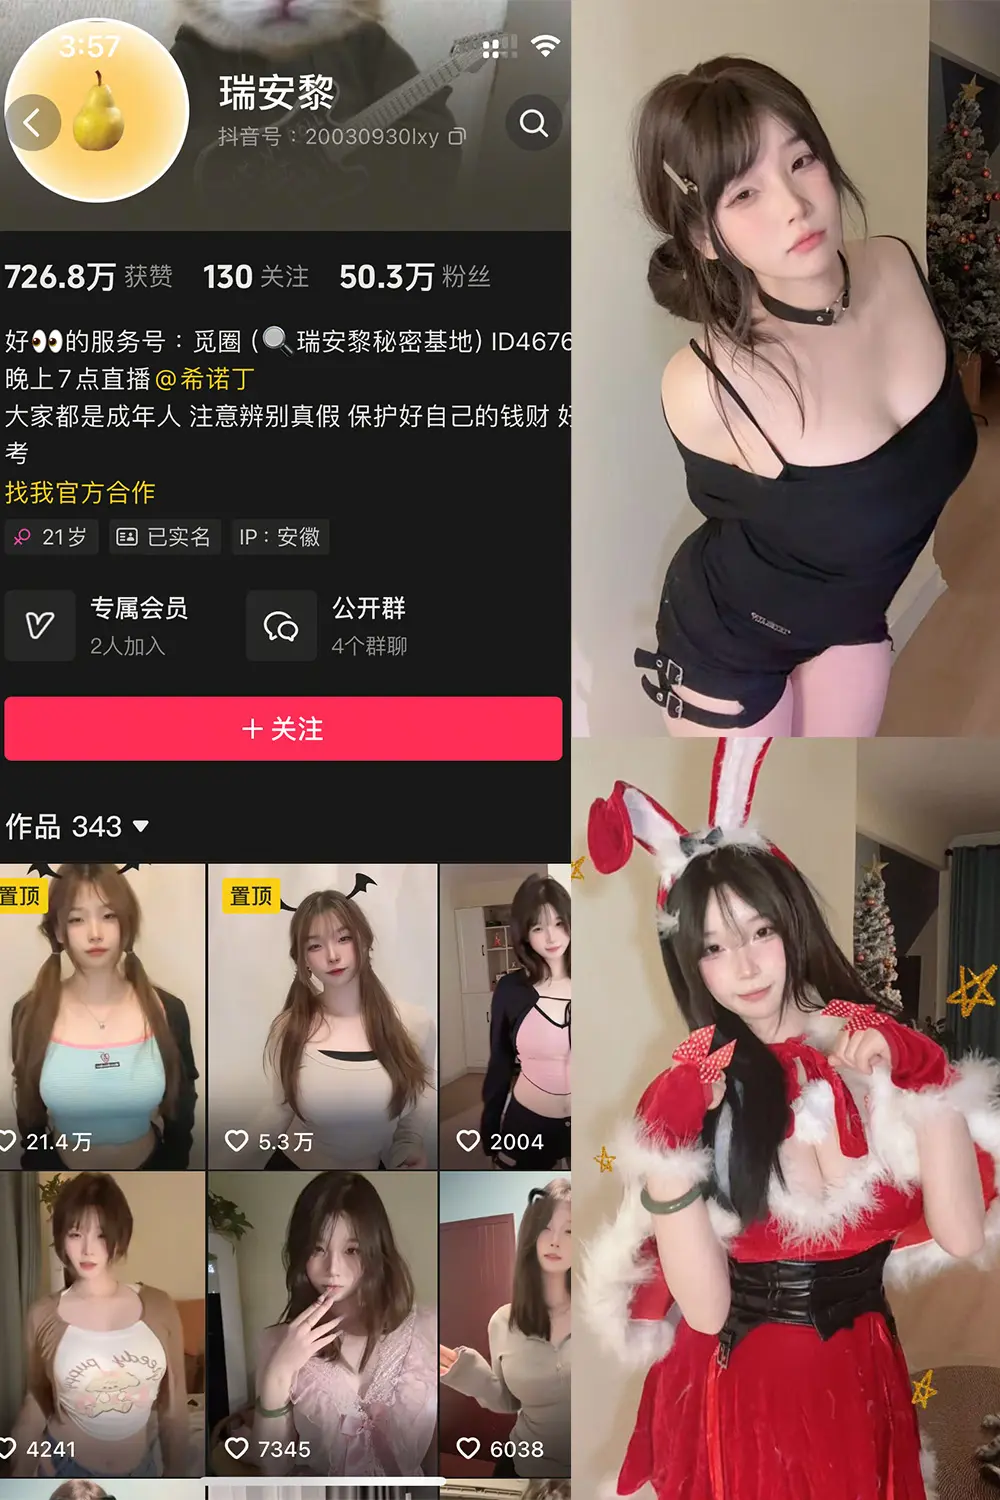 3:57
瑞安黎
抖音号：20030930lxy
726.8万 获赞 130 关注 50.3万 粉丝
好👀的服务号：觅圈 (🔍瑞安黎秘密基地) ID4676
晚上7点直播@希诺丁
大家都是成年人 注意辨别真假 保护好自己的钱财 好
考
找我官方合作
21岁 已实名 IP：安徽
专属会员 公开群
2人加入 4个群聊
+ 关注
作品 343
置顶 置顶
21.4万 5.3万 2004
4241 7345 6038